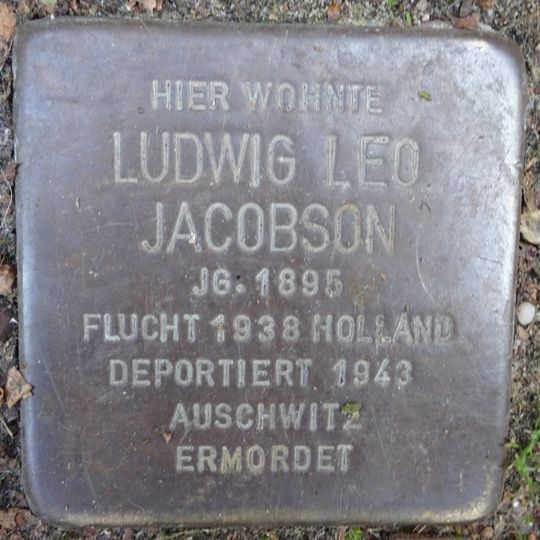 HIER WOHNTE
LUDWIG LEO
JACOBSON
JG. 1895
FLUCHT 1938 HOLLAND
DEPORTIERT 1943
AUSCHWITZ
ERMORDET